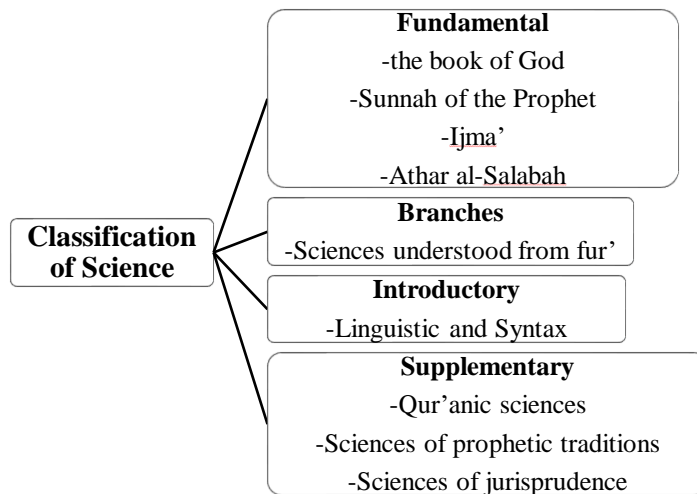 Classification
of Science
Fundamental
-the book of God
-Sunnah of the Prophet
-Ijma’
-Athar al-Salabah
Branches
-Sciences understood from fur’
Introductory
-Linguistic and Syntax
Supplementary
-Qur’anic sciences
-Sciences of prophetic traditions
-Sciences of jurisprudence